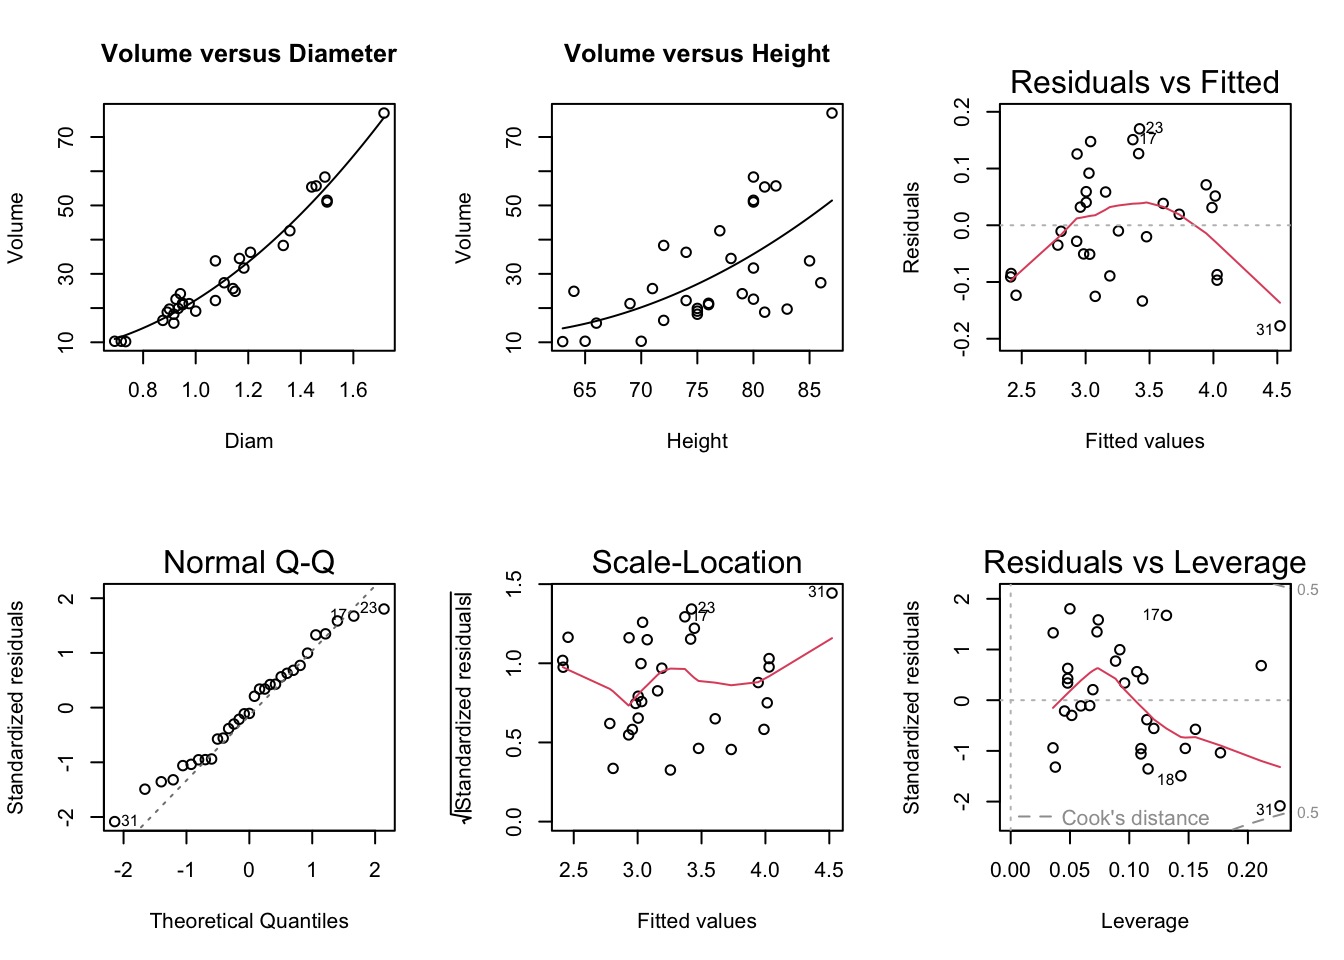 Volume versus Diameter
Volume
10 30 50 70
0.8 1.0 1.2 1.4 1.6
Diam
Volume versus Height
Volume
10 30 50 70
65 70 75 80 85
Height
Residuals vs Fitted
Residuals
-0.2 -0.1 0.0 0.1 0.2
23
17
31
2.5 3.0 3.5 4.0 4.5
Fitted values
Normal Q-Q
Standardized residuals
-2 -1 0 1 2
17
23
31
-2 -1 0 1 2
Theoretical Quantiles
Scale-Location
√|Standardized residuals|
0.0 0.5 1.0 1.5
31
23
17
2.5 3.0 3.5 4.0 4.5
Fitted values
Residuals vs Leverage
Standardized residuals
-2 -1 0 1 2
0.5
17
18
31
0.5
Cook's distance
0.00 0.05 0.10 0.15 0.20
Leverage